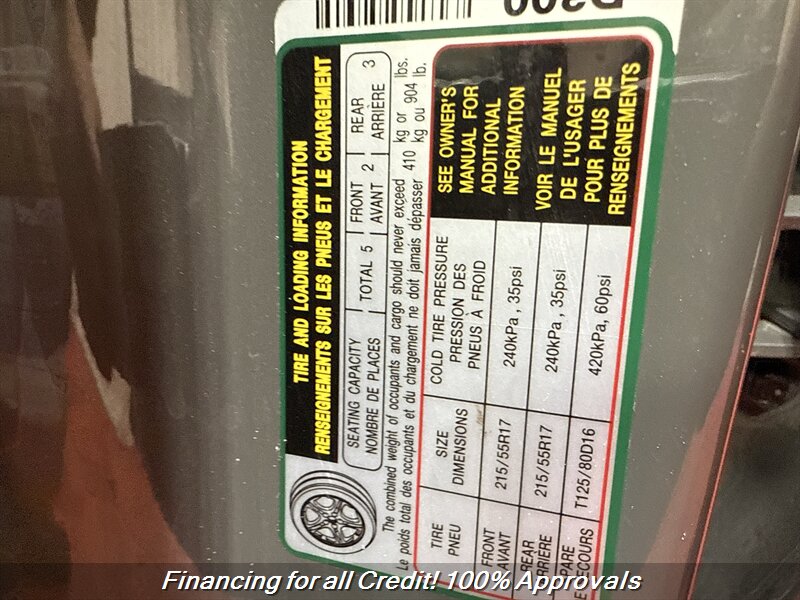 D300
TIRE AND LOADING INFORMATION
RENSEIGNEMENTS SUR LES PNEUS ET LE CHARGEMENT
SEATING CAPACITY TOTAL 5 FRONT 2 REAR 3
NOMBRE DE PLACES AVANT ARRIÈRE
The combined weight of occupants and cargo should never exceed 410 kg or 904 lbs.
Le poids total des occupants et du chargement ne doit jamais dépasser kg ou lb.
TIRE SIZE COLD TIRE PRESSURE
PNEU DIMENSIONS PRESSION DES
PNEUS À FROID
FRONT 215/55R17 240kPa, 35psi
AVANT
REAR 215/55R17 240kPa, 35psi
RRIÈRE
PARE T125/80D16 420kPa, 60psi
E SECOURS
SEE OWNER'S
MANUAL FOR
ADDITIONAL
INFORMATION
VOIR LE MANUEL
DE L'USAGER
POUR PLUS DE
RENSEIGNEMENTS
Financing for all Credit! 100% Approvals